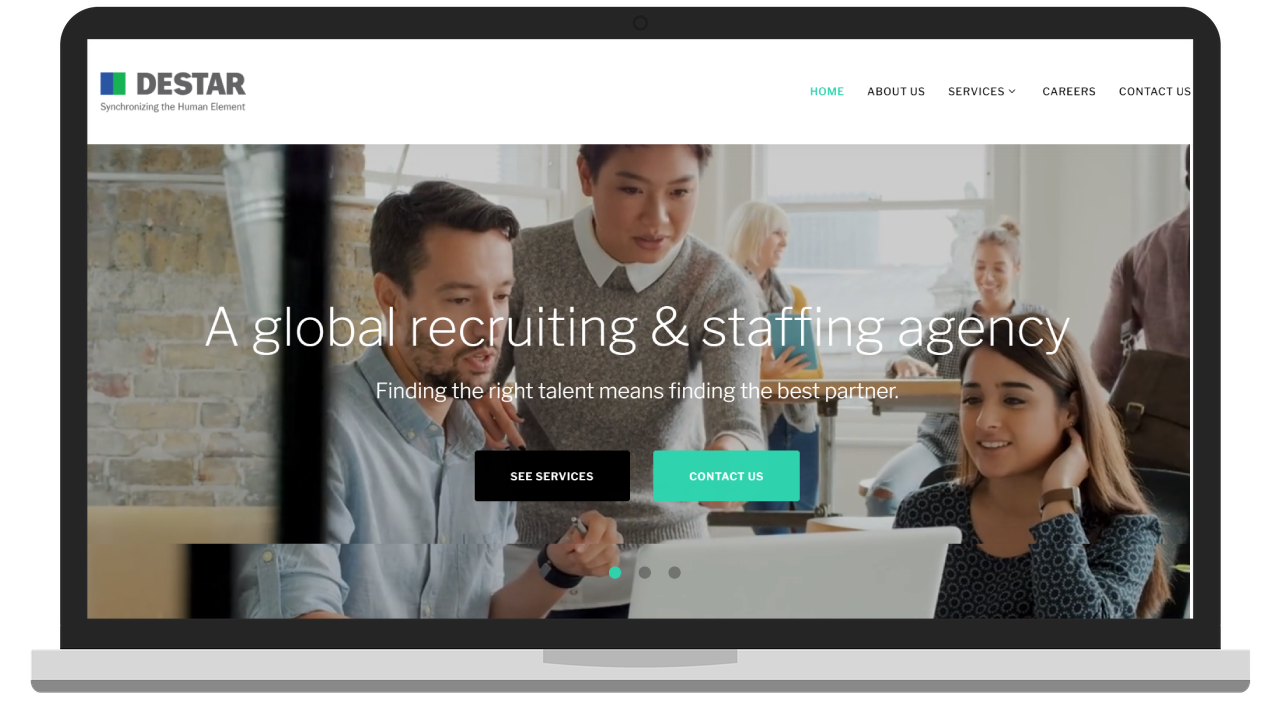 DESTAR
Synchronizing the Human Element
HOME ABOUT US SERVICES CAREERS CONTACT US
A global recruiting & staffing agency
Finding the right talent means finding the best partner.
SEE SERVICES CONTACT US